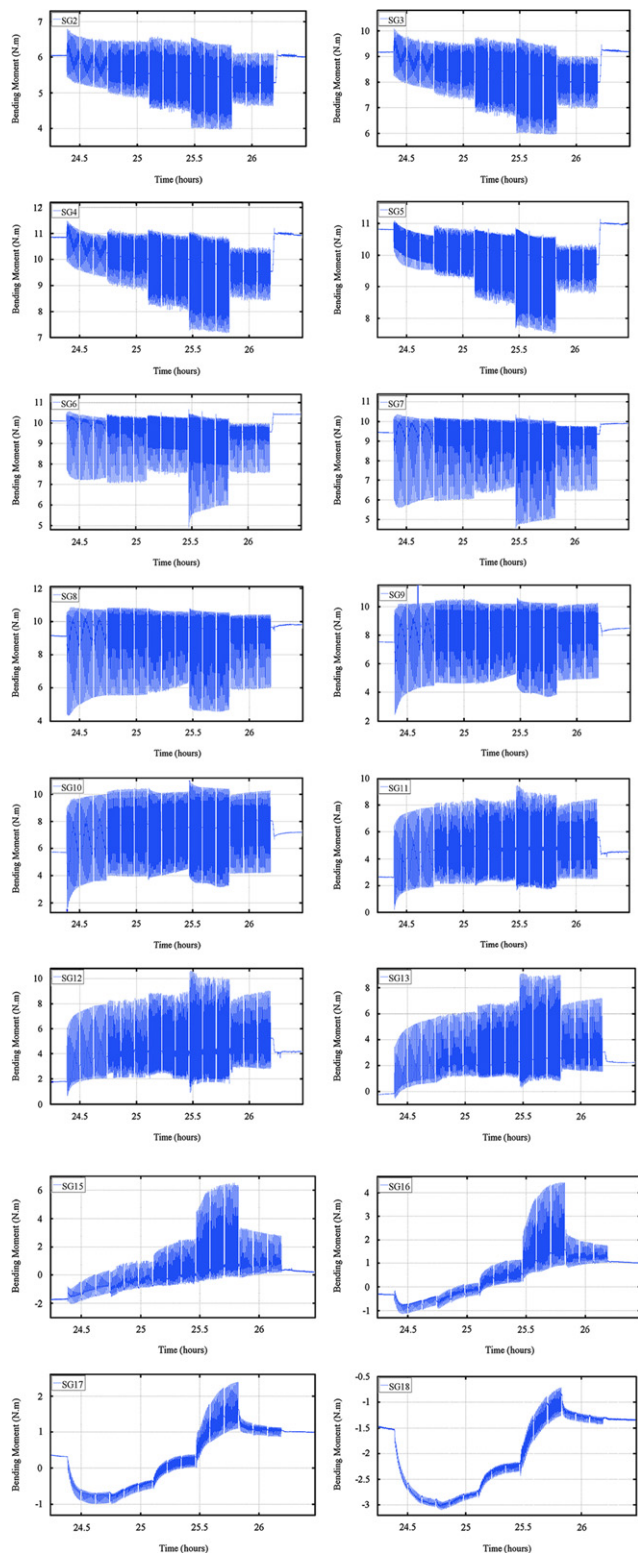 SG2
Bending Moment (N.m)
7
6
5
4
24.5 25 25.5 26
Time (hours)
SG3
Bending Moment (N.m)
10
9
8
7
6
24.5 25 25.5 26
Time (hours)
SG4
Bending Moment (N.m)
12
11
10
9
8
7
24.5 25 25.5 26
Time (hours)
SG5
Bending Moment (N.m)
11
10
9
8
24.5 25 25.5 26
Time (hours)
SG6
Bending Moment (N.m)
11
10
9
8
7
6
5
24.5 25 25.5 26
Time (hours)
SG7
Bending Moment (N.m)
11
10
9
8
7
6
5
24.5 25 25.5 26
Time (hours)
SG8
Bending Moment (N.m)
12
10
8
6
4
24.5 25 25.5 26
Time (hours)
SG9
Bending Moment (N.m)
10
8
6
4
2
24.5 25 25.5 26
Time (hours)
SG10
Bending Moment (N.m)
10
8
6
4
2
24.5 25 25.5 26
Time (hours)
SG11
Bending Moment (N.m)
10
8
6
4
2
0
24.5 25 25.5 26
Time (hours)
SG12
Bending Moment (N.m)
10
8
6
4
2
0
24.5 25 25.5 26
Time (hours)
SG13
Bending Moment (N.m)
8
6
4
2
0
24.5 25 25.5 26
Time (hours)
SG15
Bending Moment (N.m)
6
4
2
0
-2
24.5 25 25.5 26
Time (hours)
SG16
Bending Moment (N.m)
4
3
2
1
0
-1
24.5 25 25.5 26
Time (hours)
SG17
Bending Moment (N.m)
2
1
0
-1
24.5 25 25.5 26
Time (hours)
SG18
Bending Moment (N.m)
-0.5
-1
-1.5
-2
-2.5
-3
24.5 25 25.5 26
Time (hours)